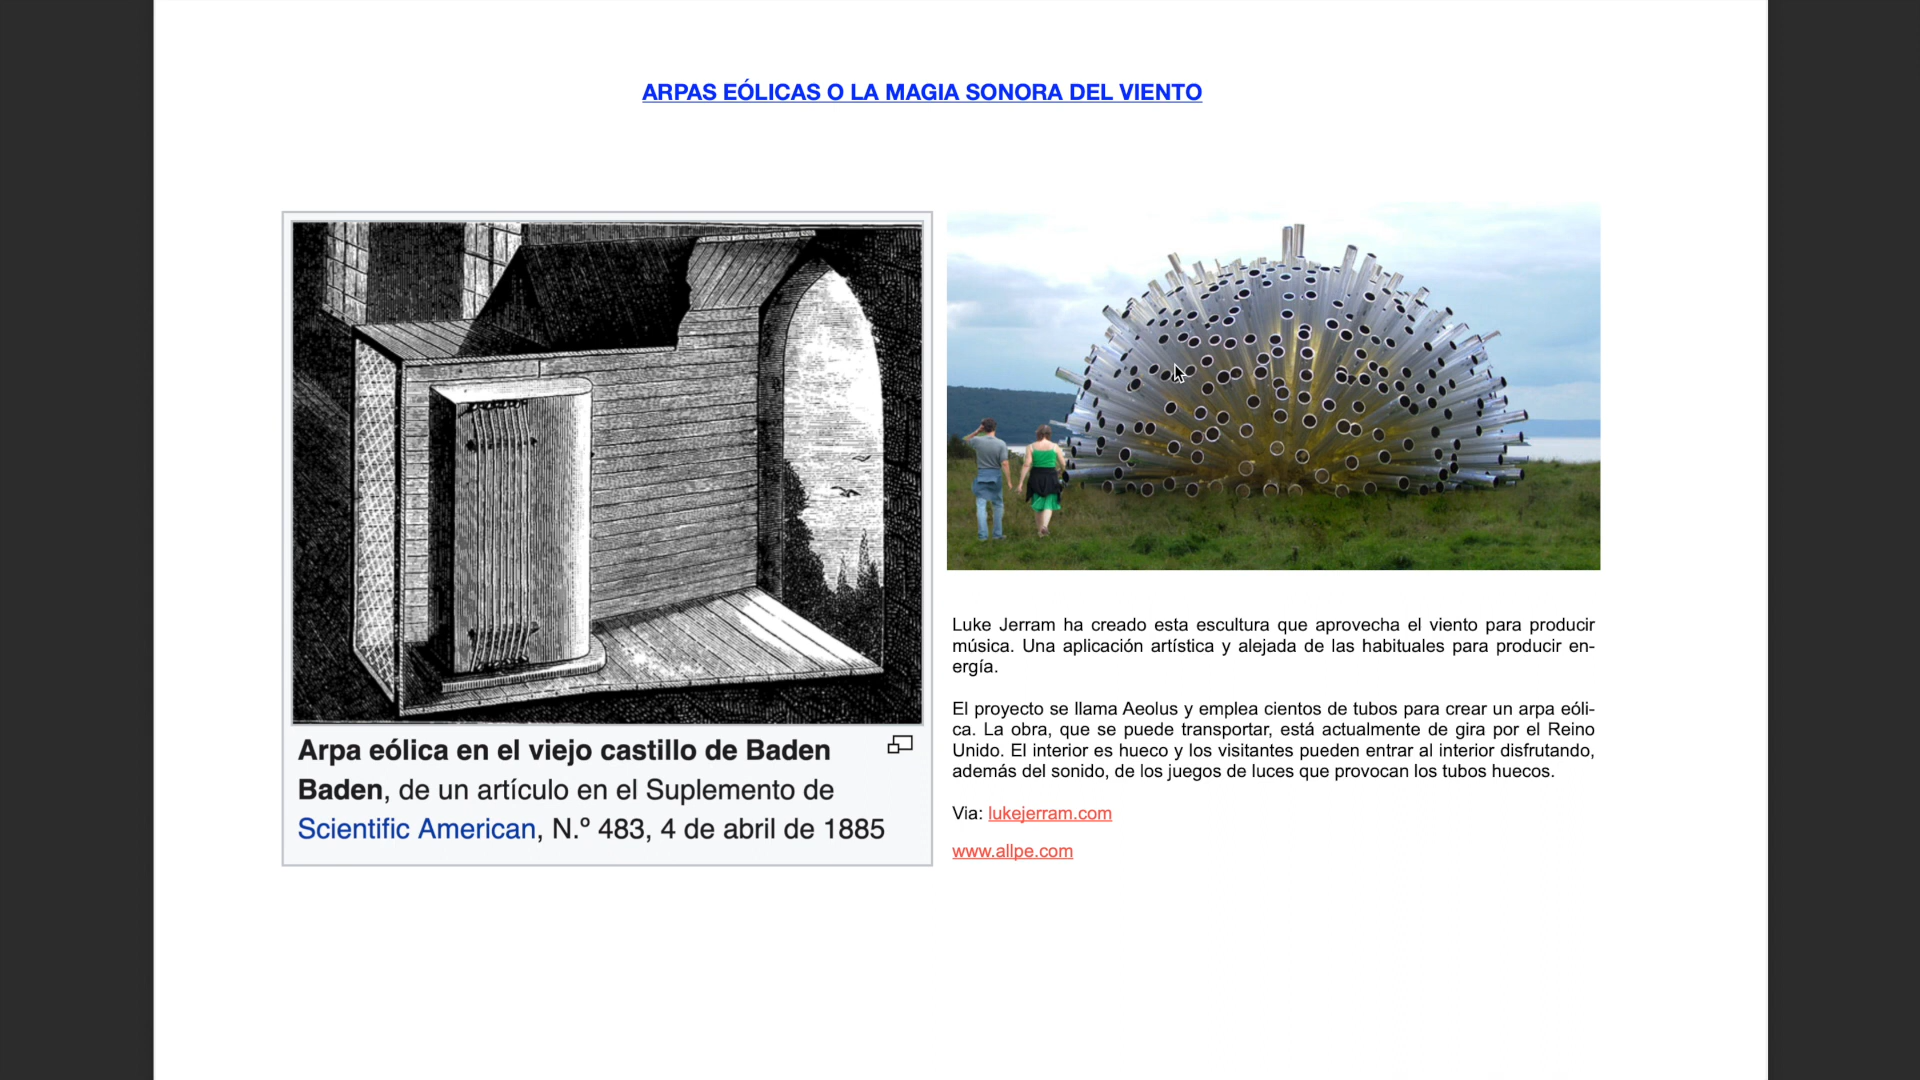 ARPAS EÓLICAS O LA MAGIA SONORA DEL VIENTO
Arpa eólica en el viejo castillo de Baden
Baden, de un artículo en el Suplemento de
Scientific American, N.º 483, 4 de abril de 1885
Luke Jerram ha creado esta escultura que aprovecha el viento para producir
música. Una aplicación artística y alejada de las habituales para producir en-
ergía.
El proyecto se llama Aeolus y emplea cientos de tubos para crear un arpa eóli-
ca. La obra, que se puede transportar, está actualmente de gira por el Reino
Unido. El interior es hueco y los visitantes pueden entrar al interior disfrutando,
además del sonido, de los juegos de luces que provocan los tubos huecos.
Via: lukejerram.com
www.allpe.com